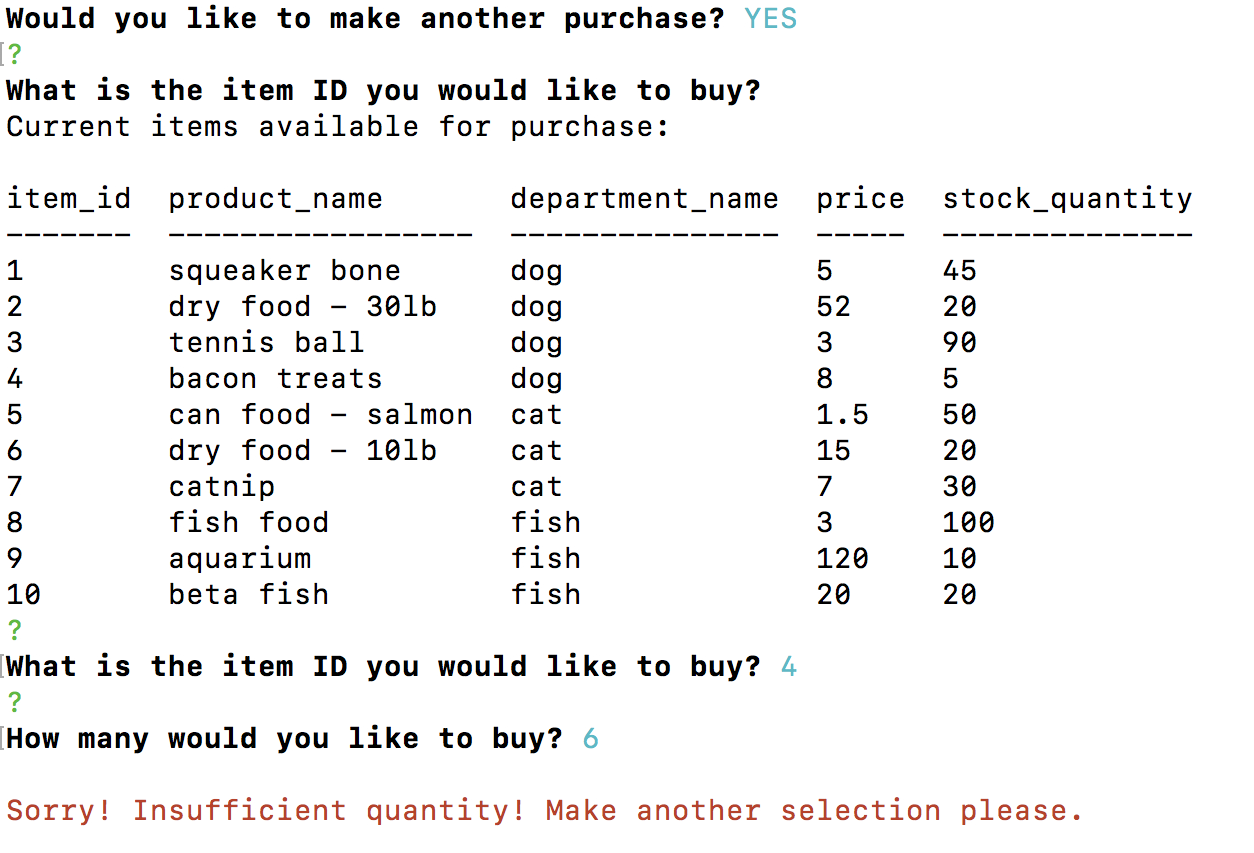 Would you like to make another purchase? YES
?
What is the item ID you would like to buy?
Current items available for purchase:
item_id  product_name       department_name  price  stock_quantity
-------  -----------------  ---------------  -----  --------------
1        squeaker bone      dog              5      45
2        dry food - 30lb    dog              52     20
3        tennis ball        dog              3      90
4        bacon treats       dog              8      5
5        can food - salmon  cat              1.5    50
6        dry food - 10lb    cat              15     20
7        catnip             cat              7      30
8        fish food          fish             3      100
9        aquarium           fish             120    10
10       beta fish          fish             20     20
?
What is the item ID you would like to buy? 4
?
How many would you like to buy? 6
Sorry! Insufficient quantity! Make another selection please.